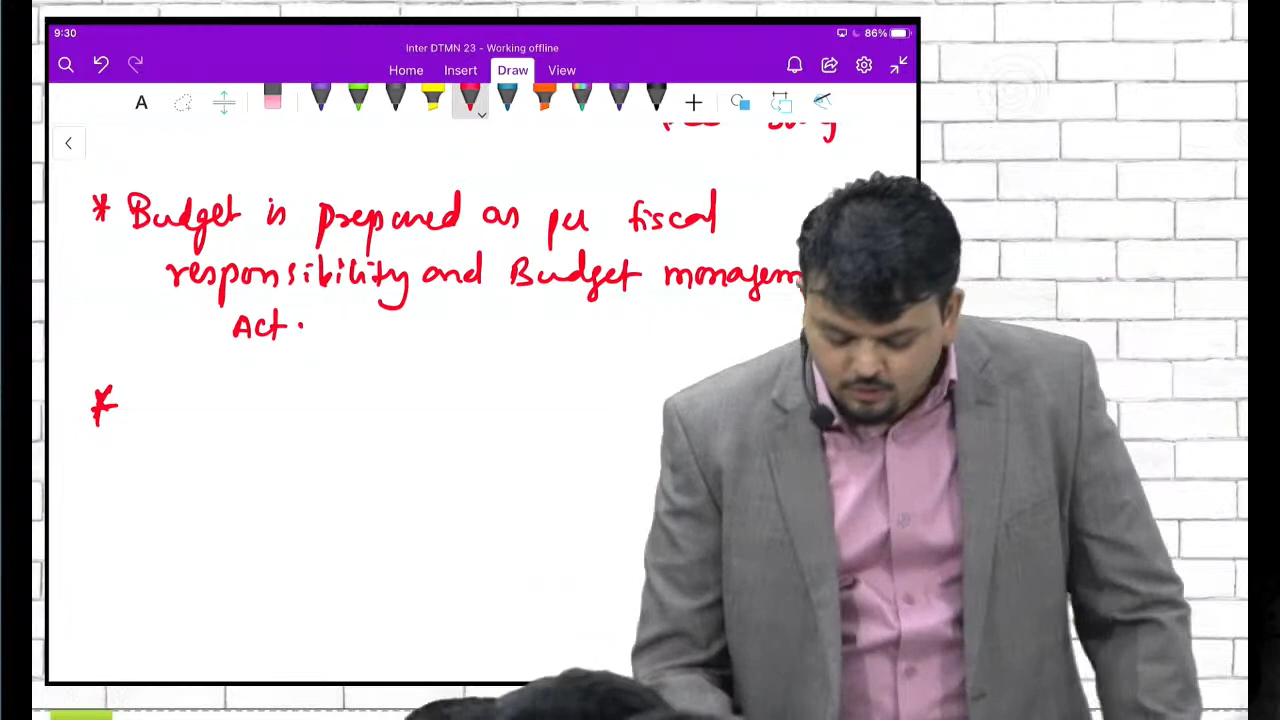 9:30
86%
Inter DTMN 23 - Working offline
Home Insert Draw View
A
* Budget is prepared as per fiscal
responsibility and Budget
Act.
*